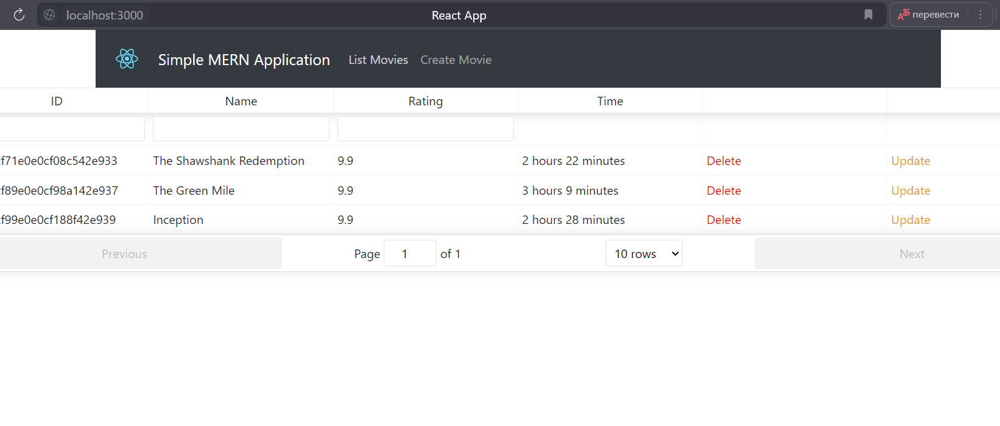 localhost:3000 React App перевести
Simple MERN Application List Movies Create Movie
ID Name Rating Time
f71e0e0cf08c542e933 The Shawshank Redemption 9.9 2 hours 22 minutes Delete Update
f89e0e0cf98a142e937 The Green Mile 9.9 3 hours 9 minutes Delete Update
f99e0e0cf188f42e939 Inception 9.9 2 hours 28 minutes Delete Update
Previous Page 1 of 1 10 rows Next